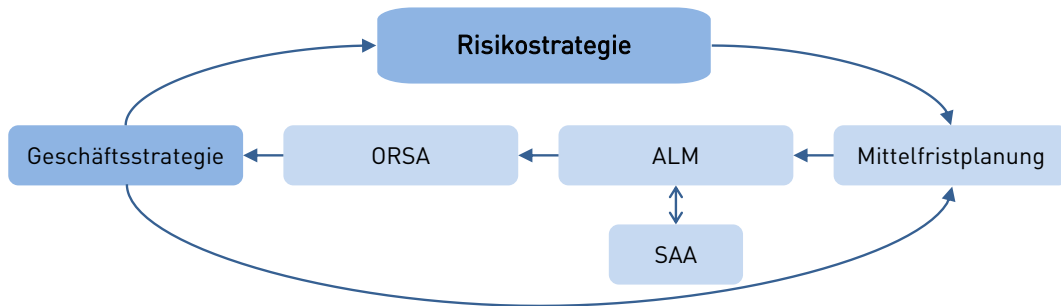 Risikostrategie
Geschäftsstrategie
ORSA
ALM
Mittelfristplanung
SAA